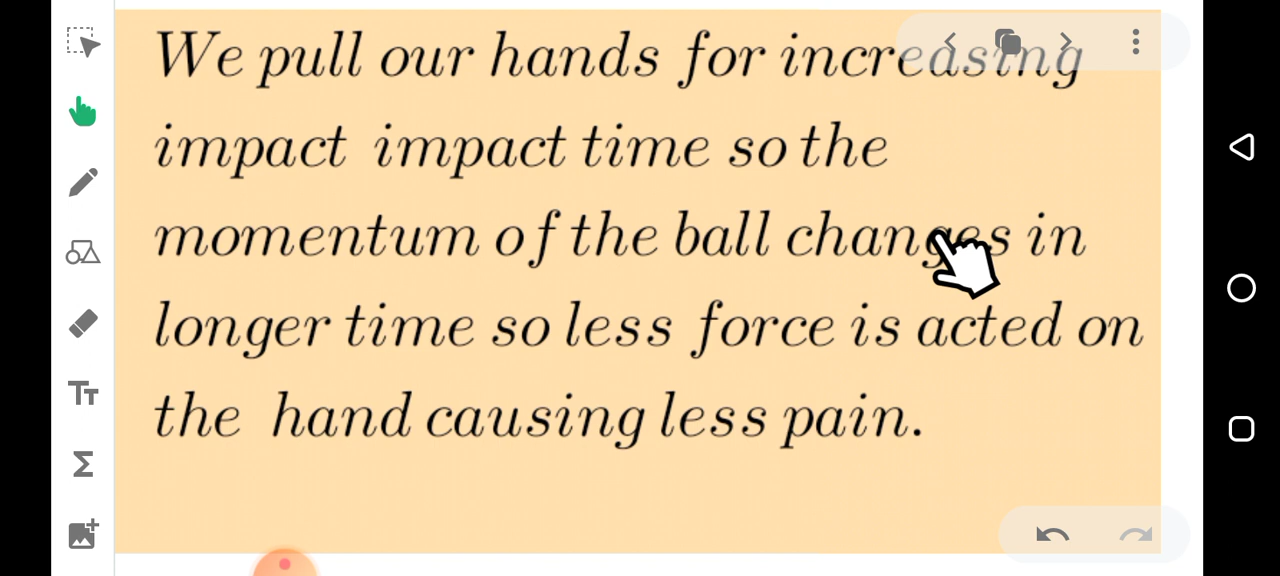 We pull our hands for increasing
impact impact time so the
momentum of the ball changes in
longer time so less force is acted on
the hand causing less pain.